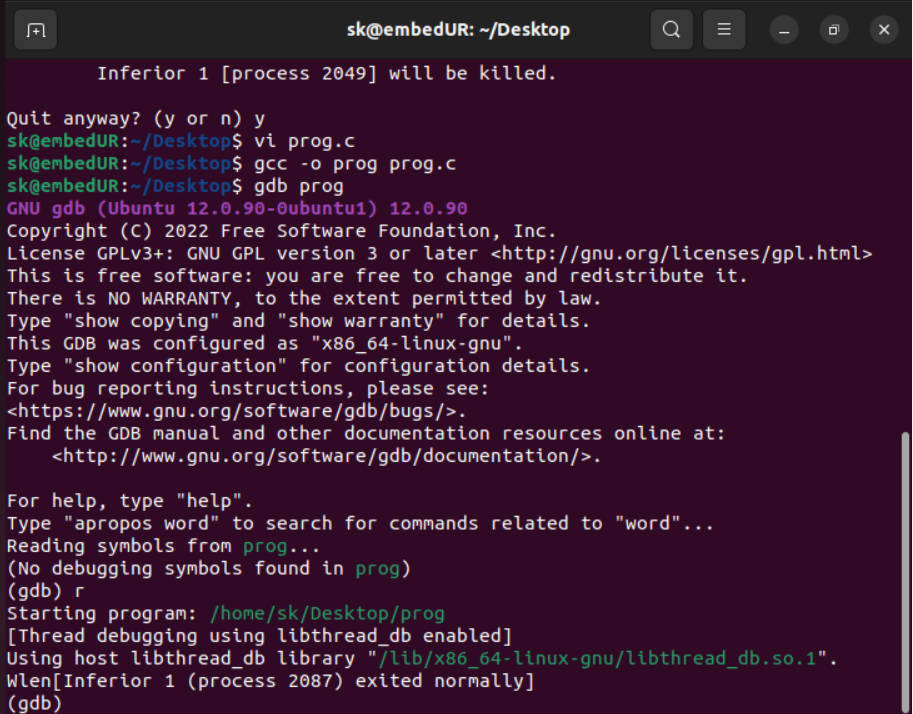 sk@embedUR: ~/Desktop
Inferior 1 [process 2049] will be killed.
Quit anyway? (y or n) y
sk@embedUR:~/Desktop$ vi prog.c
sk@embedUR:~/Desktop$ gcc -o prog prog.c
sk@embedUR:~/Desktop$ gdb prog
GNU gdb (Ubuntu 12.0.90-0ubuntu1) 12.0.90
Copyright (C) 2022 Free Software Foundation, Inc.
License GPLv3+: GNU GPL version 3 or later <http://gnu.org/licenses/gpl.html>
This is free software: you are free to change and redistribute it.
There is NO WARRANTY, to the extent permitted by law.
Type "show copying" and "show warranty" for details.
This GDB was configured as "x86_64-linux-gnu".
Type "show configuration" for configuration details.
For bug reporting instructions, please see:
<https://www.gnu.org/software/gdb/bugs/>.
Find the GDB manual and other documentation resources online at:
<http://www.gnu.org/software/gdb/documentation/>.
For help, type "help".
Type "apropos word" to search for commands related to "word"...
Reading symbols from prog...
(No debugging symbols found in prog)
(gdb) r
Starting program: /home/sk/Desktop/prog
[Thread debugging using libthread_db enabled]
Using host libthread_db library "/lib/x86_64-linux-gnu/libthread_db.so.1".
Wlen[Inferior 1 (process 2087) exited normally]
(gdb)